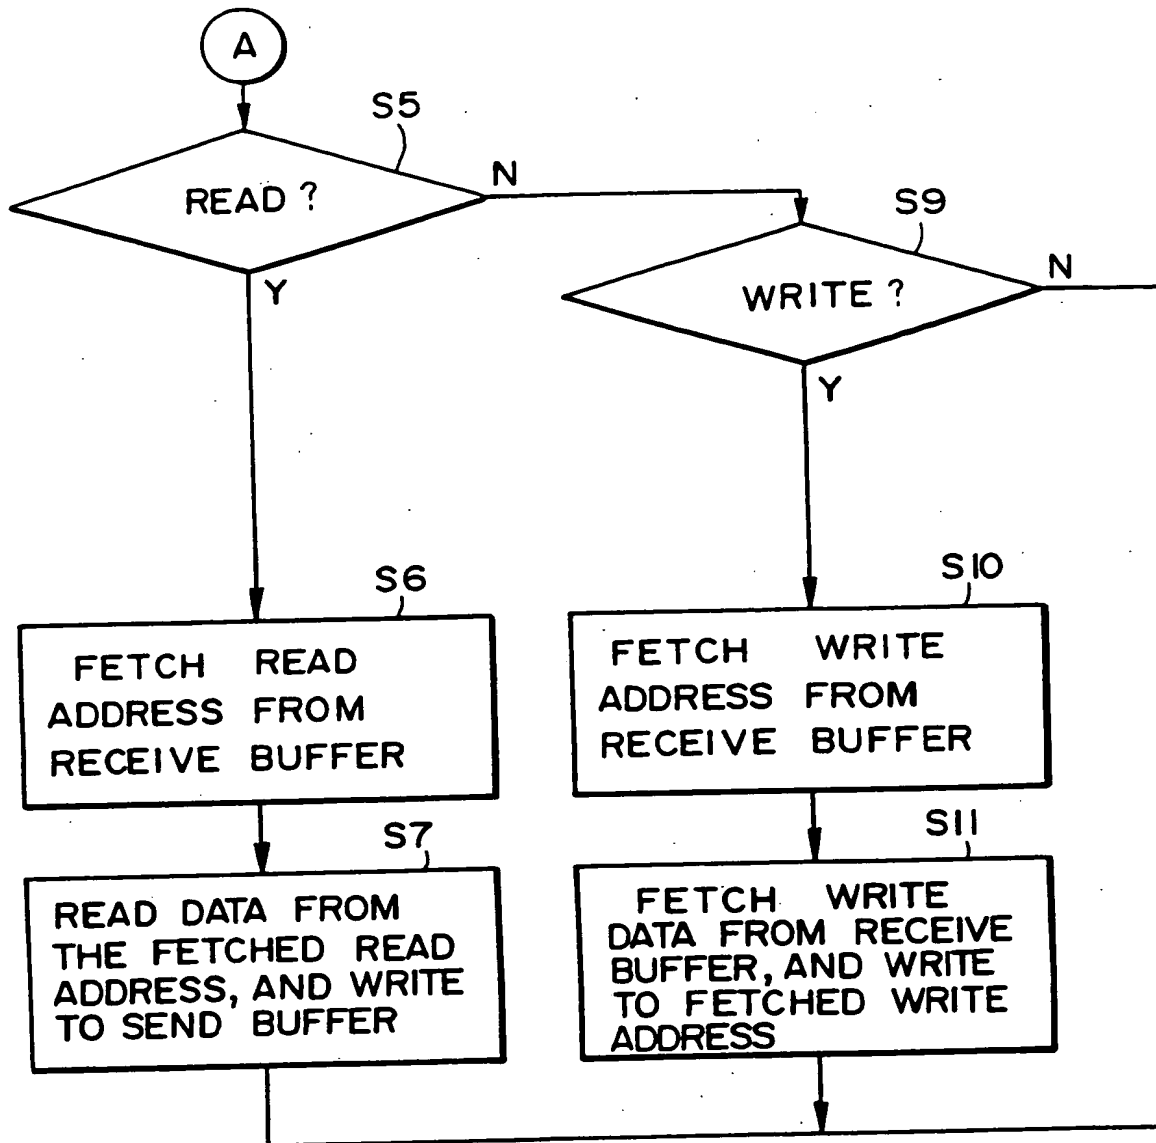 A
S5
READ ?
N
Y
S9
WRITE ?
N
Y
S6
FETCH READ
ADDRESS FROM
RECEIVE BUFFER
S10
FETCH WRITE
ADDRESS FROM
RECEIVE BUFFER
S7
READ DATA FROM
THE FETCHED READ
ADDRESS, AND WRITE
TO SEND BUFFER
S11
FETCH WRITE
DATA FROM RECEIVE
BUFFER, AND WRITE
TO FETCHED WRITE
ADDRESS